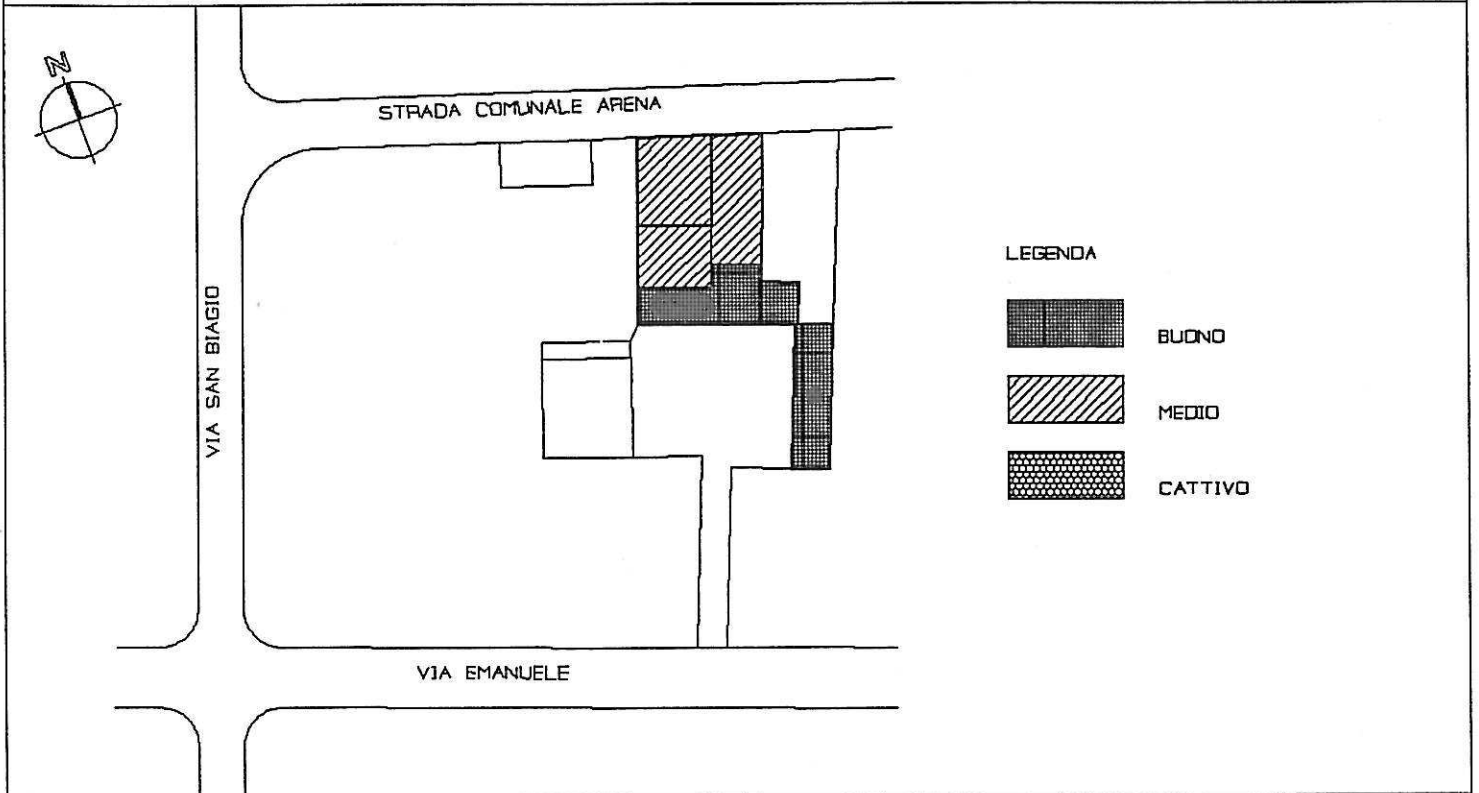 N
STRADA COMUNALE ARENA
VIA SAN BIAGIO
LEGENDA
BUONO
MEDIO
CATTIVO
VIA EMANUELE